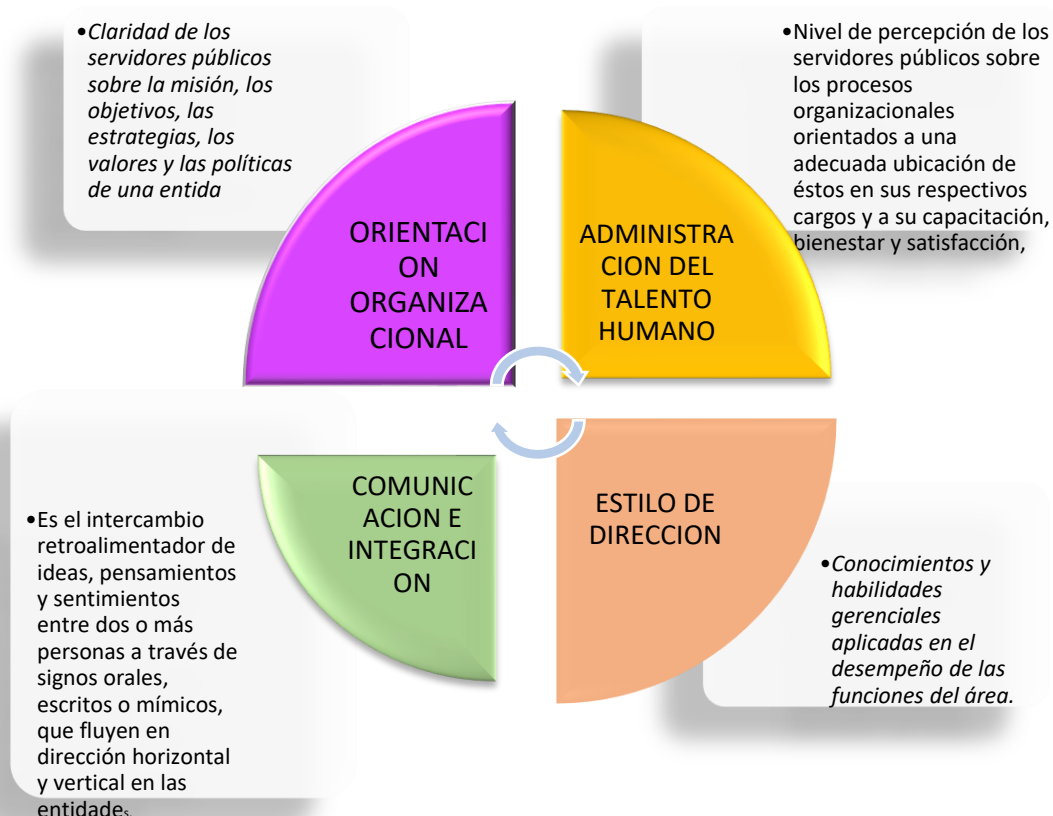 •Claridad de los
servidores públicos
sobre la misión, los
objetivos, las
estrategias, los
valores y las políticas
de una entida
•Nivel de percepción de los
servidores públicos sobre
los procesos
organizacionales
orientados a una
adecuada ubicación de
éstos en sus respectivos
cargos y a su capacitación,
bienestar y satisfacción,
ORIENTACI
ON
ORGANIZA
CIONAL
ADMINISTRA
CION DEL
TALENTO
HUMANO
COMUNIC
ACION E
INTEGRACI
ON
ESTILO DE
DIRECCION
•Es el intercambio
retroalimentador de
ideas, pensamientos
y sentimientos
entre dos o más
personas a través de
signos orales,
escritos o mímicos,
que fluyen en
dirección horizontal
y vertical en las
entidades.
•Conocimientos y
habilidades
gerenciales
aplicadas en el
desempeño de las
funciones del área.